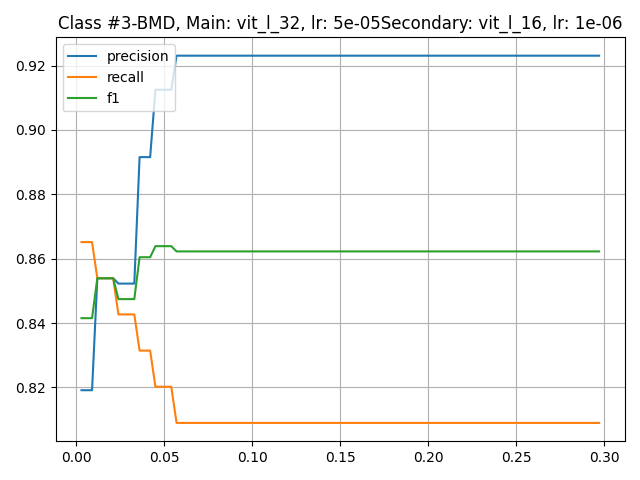 Class #3-BMD, Main: vit_l_32, lr: 5e-05Secondary: vit_l_16, lr: 1e-06
precision
recall
f1
0.92
0.90
0.88
0.86
0.84
0.82
0.00 0.05 0.10 0.15 0.20 0.25 0.30